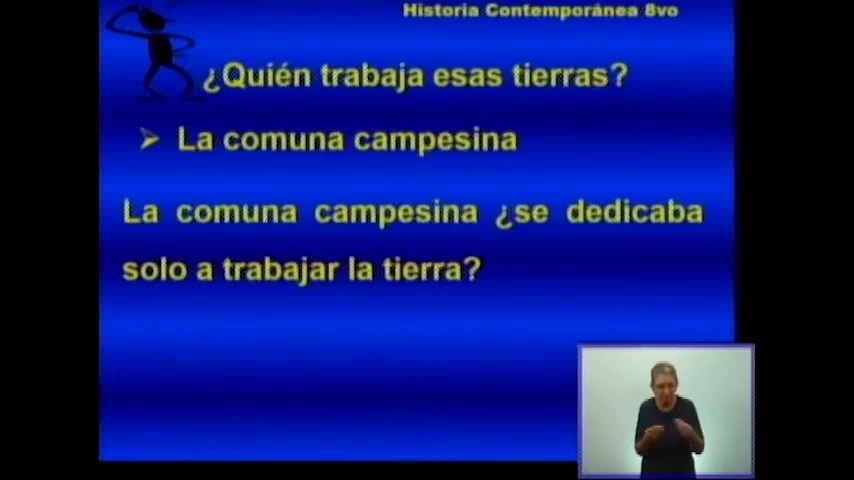 Historia Contemporánea 8vo
¿Quién trabaja esas tierras?
La comuna campesina
La comuna campesina ¿se dedicaba
solo a trabajar la tierra?